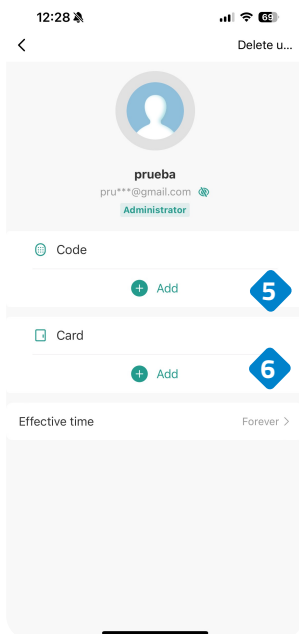 12:28
69
Delete u...
prueba
pru***@gmail.com
Administrator
Code
Add
5
Card
Add
6
Effective time
Forever